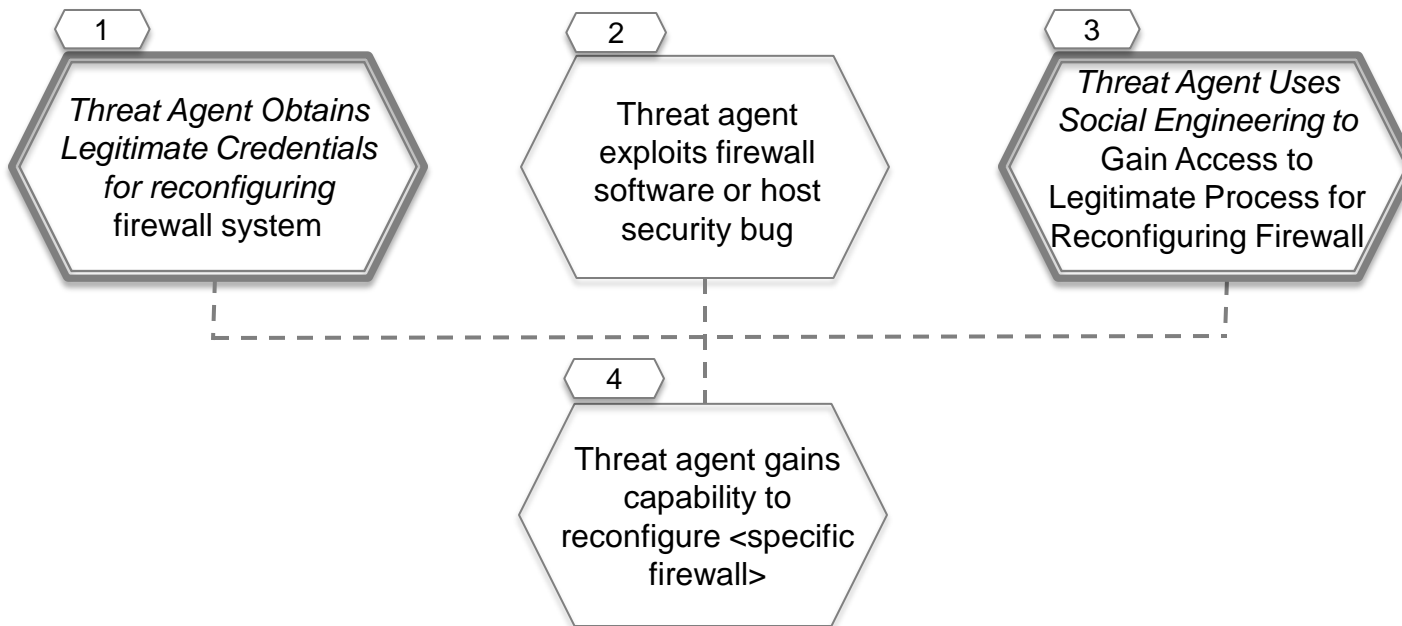 1
Threat Agent Obtains
Legitimate Credentials
for reconfiguring
firewall system
2
Threat agent
exploits firewall
software or host
security bug
3
Threat Agent Uses
Social Engineering to
Gain Access to
Legitimate Process for
Reconfiguring Firewall
4
Threat agent gains
capability to
reconfigure <specific
firewall>